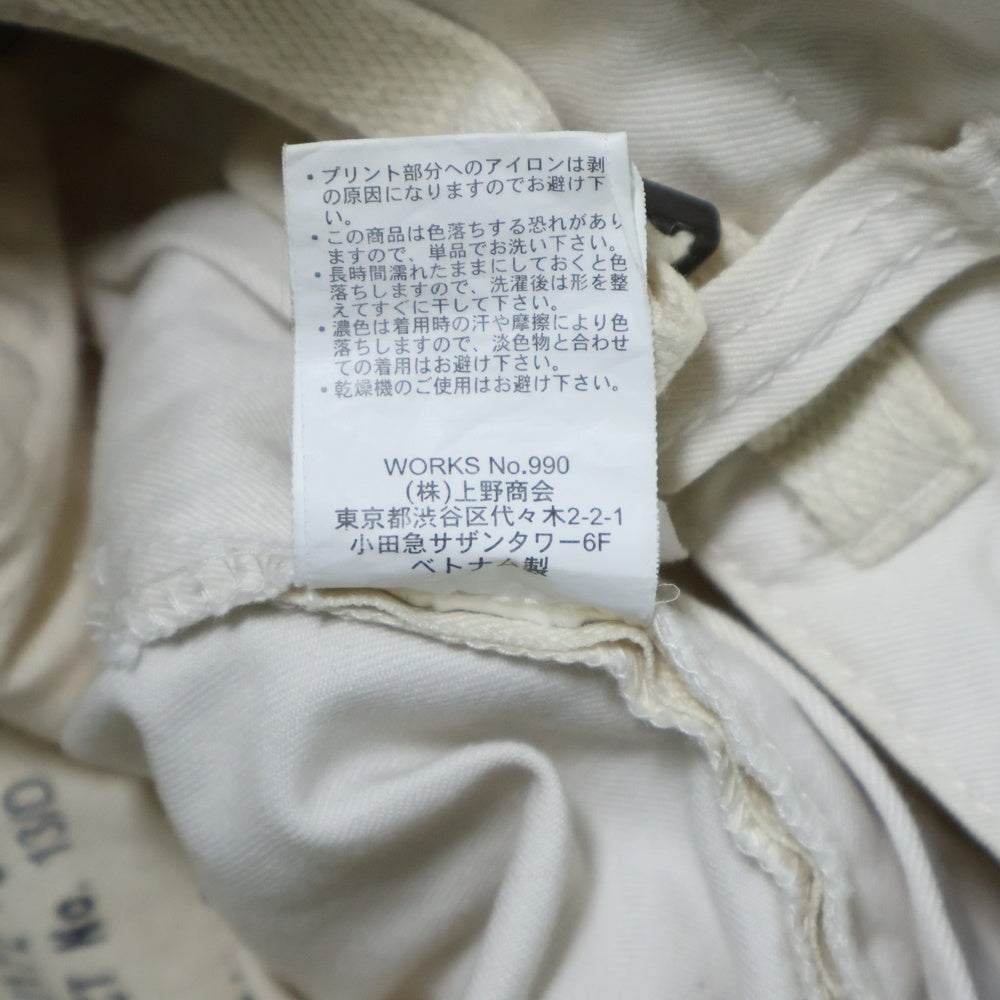 ・プリント部分へのアイロンは剥
の原因になりますのでお避け下
い。
・この商品は色落ちする恐れがあり
ますので、単品でお洗い下さい。
・長時間濡れたままにしておくと色
落ちしますので、洗濯後は形を整
えてすぐに干して下さい。
・濃色は着用時の汗や摩擦により色
落ちしますので、淡色物と合わせ
ての着用はお避け下さい。
・乾燥機のご使用はお避け下さい。
WORKS No.990
(株)上野商会
東京都渋谷区代々木2-2-1
小田急サザンタワー6F
ベトナム製
13D
No.